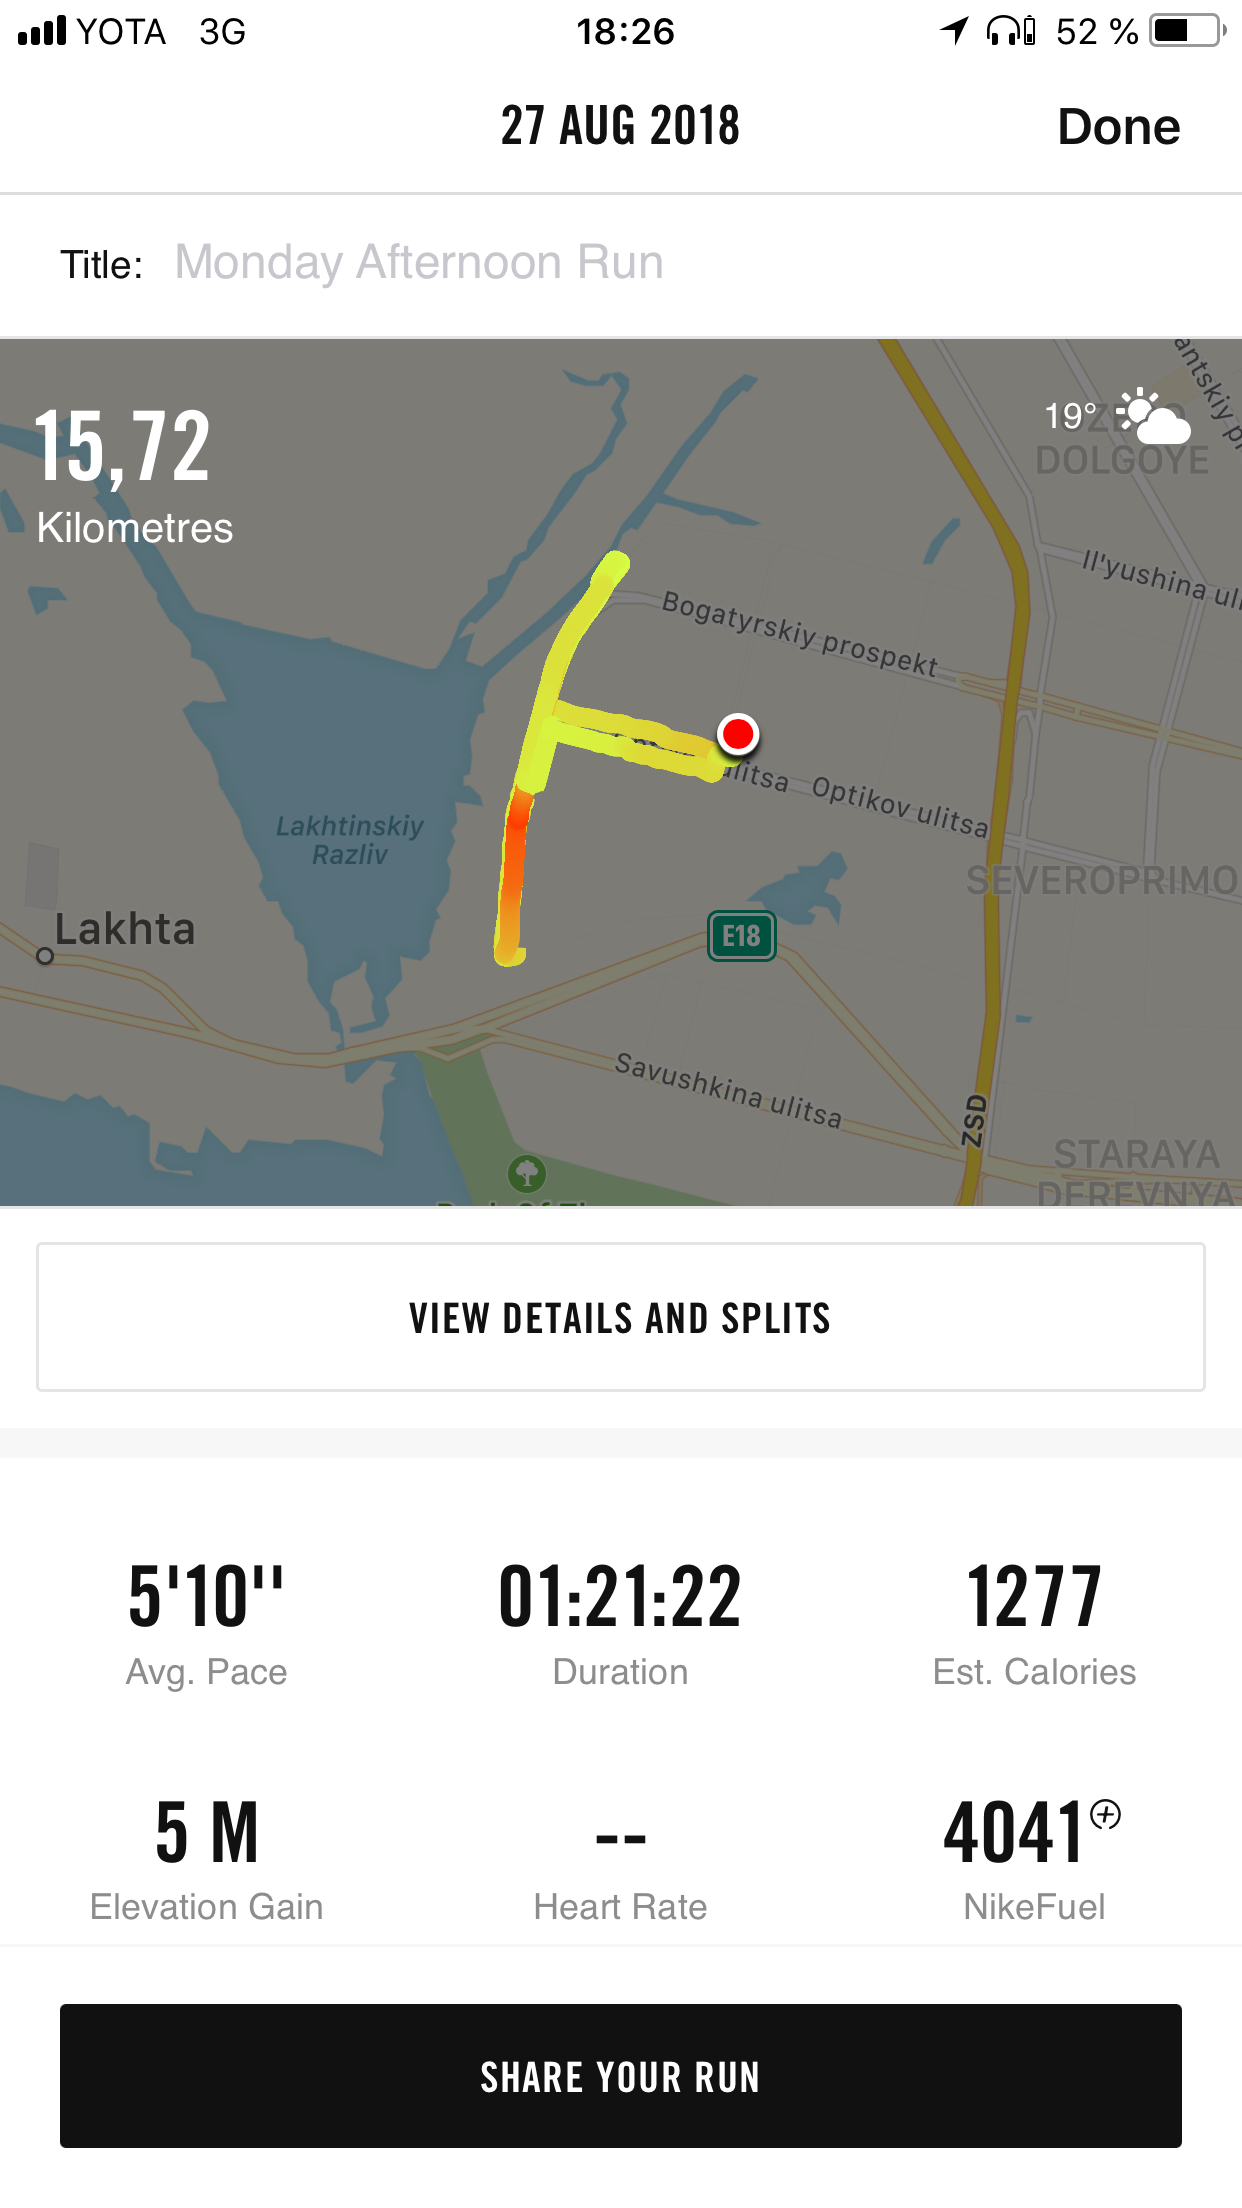 YOTA 3G 18:26 52 %
27 AUG 2018 Done
Title: Monday Afternoon Run
15,72
Kilometres
19°
DOLGOYE
Il'yushina
Bogatyrskiy prospekt
ulitsa
Optikov ulitsa
Lakhtinskiy
Razliv
SEVEROPRIMO
Lakhta
E18
Savushkina ulitsa
ZSD
STARAYA
DEREVNYA
VIEW DETAILS AND SPLITS
5'10'' 01:21:22 1277
Avg. Pace Duration Est. Calories
5 M -- 4041
Elevation Gain Heart Rate NikeFuel
SHARE YOUR RUN